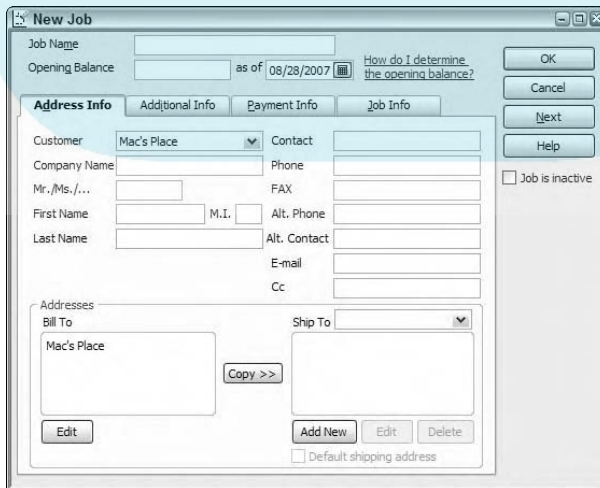 New Job
Job Name
Opening Balance as of 08/28/2007 How do I determine the opening balance?
OK
Cancel
Next
Help
Job is inactive
Address Info Additional Info Payment Info Job Info
Customer Mac's Place Contact
Company Name Phone
Mr./Ms./... FAX
First Name M.I. Alt. Phone
Last Name Alt. Contact
E-mail
Cc
Addresses
Bill To Ship To
Mac's Place
Copy >>
Edit Add New Edit Delete
Default shipping address